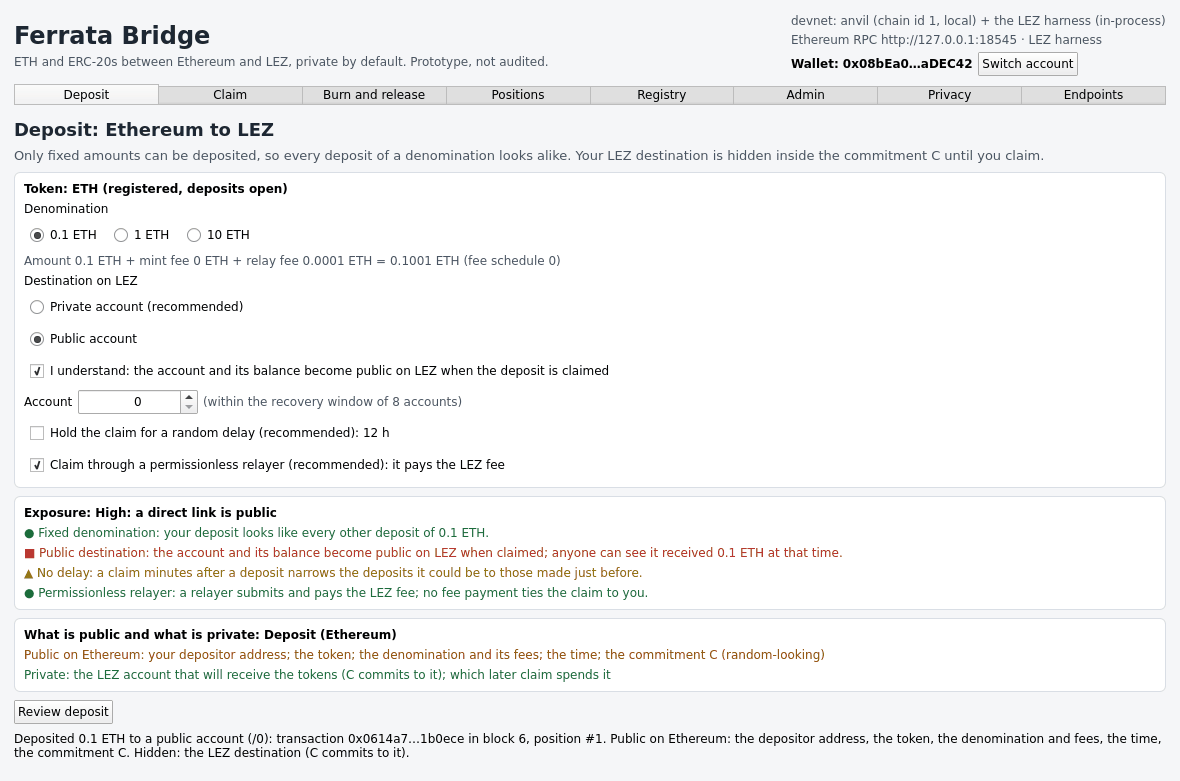 Ferrata Bridge
ETH and ERC-20s between Ethereum and LEZ, private by default. Prototype, not audited.
devnet: anvil (chain id 1, local) + the LEZ harness (in-process)
Ethereum RPC http://127.0.0.1:18545 · LEZ harness
Wallet: 0x08bEa0…aDEC42 Switch account
Deposit Claim Burn and release Positions Registry Admin Privacy Endpoints
Deposit: Ethereum to LEZ
Only fixed amounts can be deposited, so every deposit of a denomination looks alike. Your LEZ destination is hidden inside the commitment C until you claim.
Token: ETH (registered, deposits open)
Denomination
0.1 ETH 1 ETH 10 ETH
Amount 0.1 ETH + mint fee 0 ETH + relay fee 0.0001 ETH = 0.1001 ETH (fee schedule 0)
Destination on LEZ
Private account (recommended)
Public account
I understand: the account and its balance become public on LEZ when the deposit is claimed
Account 0 (within the recovery window of 8 accounts)
Hold the claim for a random delay (recommended): 12 h
Claim through a permissionless relayer (recommended): it pays the LEZ fee
Exposure: High: a direct link is public
● Fixed denomination: your deposit looks like every other deposit of 0.1 ETH.
■ Public destination: the account and its balance become public on LEZ when claimed; anyone can see it received 0.1 ETH at that time.
▲ No delay: a claim minutes after a deposit narrows the deposits it could be to those made just before.
● Permissionless relayer: a relayer submits and pays the LEZ fee; no fee payment ties the claim to you.
What is public and what is private: Deposit (Ethereum)
Public on Ethereum: your depositor address; the token; the denomination and its fees; the time; the commitment C (random-looking)
Private: the LEZ account that will receive the tokens (C commits to it); which later claim spends it
Review deposit
Deposited 0.1 ETH to a public account (/0): transaction 0x0614a7…1b0ece in block 6, position #1. Public on Ethereum: the depositor address, the token, the denomination and fees, the time,
the commitment C. Hidden: the LEZ destination (C commits to it).